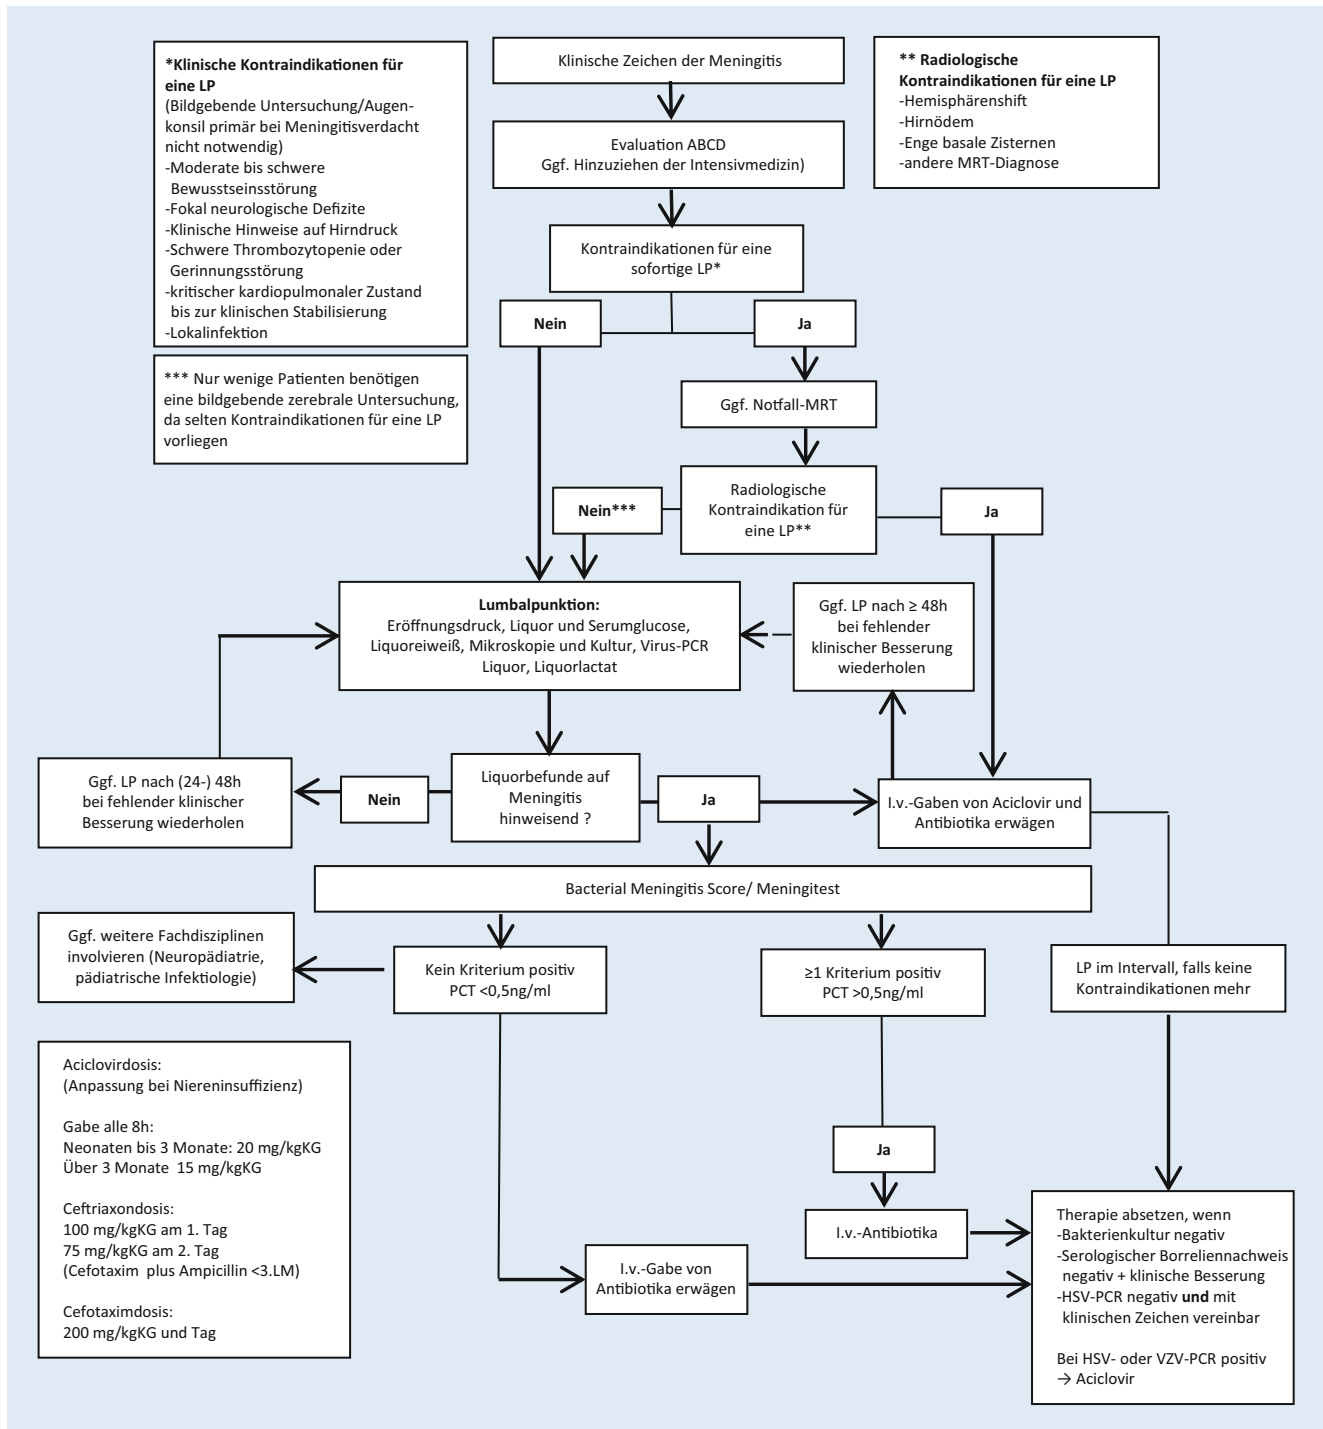 *Klinische Kontraindikationen für
eine LP
(Bildgebende Untersuchung/Augen-
konsil primär bei Meningitisverdacht
nicht notwendig)
-Moderate bis schwere
Bewusstseinsstörung
-Fokal neurologische Defizite
-Klinische Hinweise auf Hirndruck
-Schwere Thrombozytopenie oder
Gerinnungsstörung
-kritischer kardiopulmonaler Zustand
bis zur klinischen Stabilisierung
-Lokalinfektion
*** Nur wenige Patienten benötigen
eine bildgebende zerebrale Untersuchung,
da selten Kontraindikationen für eine LP
vorliegen
Klinische Zeichen der Meningitis
Evaluation ABCD
Ggf. Hinzuziehen der Intensivmedizin)
** Radiologische
Kontraindikationen für eine LP
-Hemisphärenshift
-Hirnödem
-Enge basale Zisternen
-andere MRT-Diagnose
Kontraindikationen für eine
sofortige LP*
Nein
Ja
Ggf. Notfall-MRT
Radiologische
Kontraindikation für
eine LP**
Nein***
Ja
Lumbalpunktion:
Eröffnungsdruck, Liquor und Serumglucose,
Liquoreiweiß, Mikroskopie und Kultur, Virus-PCR
Liquor, Liquorlactat
Ggf. LP nach ≥ 48h
bei fehlender
klinischer Besserung
wiederholen
Ggf. LP nach (24-) 48h
bei fehlender klinischer
Besserung wiederholen
Nein
Liquorbefunde auf
Meningitis
hinweisend ?
Ja
I.v.-Gaben von Aciclovir und
Antibiotika erwägen
Bacterial Meningitis Score/ Meningitest
Ggf. weitere Fachdisziplinen
involvieren (Neuropädiatrie,
pädiatrische Infektiologie)
Kein Kriterium positiv
PCT <0,5ng/ml
≥1 Kriterium positiv
PCT >0,5ng/ml
LP im Intervall, falls keine
Kontraindikationen mehr
Aciclovirdosis:
(Anpassung bei Niereninsuffizienz)
Gabe alle 8h:
Neonaten bis 3 Monate: 20 mg/kgKG
Über 3 Monate 15 mg/kgKG
Ceftriaxondosis:
100 mg/kgKG am 1. Tag
75 mg/kgKG am 2. Tag
(Cefotaxim plus Ampicillin <3.LM)
Cefotaximdosis:
200 mg/kgKG und Tag
Ja
I.v.-Antibiotika
I.v.-Gabe von
Antibiotika erwägen
Therapie absetzen, wenn
-Bakterienkultur negativ
-Serologischer Borreliennachweis
negativ + klinische Besserung
-HSV-PCR negativ und mit
klinischen Zeichen vereinbar
Bei HSV- oder VZV-PCR positiv
→ Aciclovir